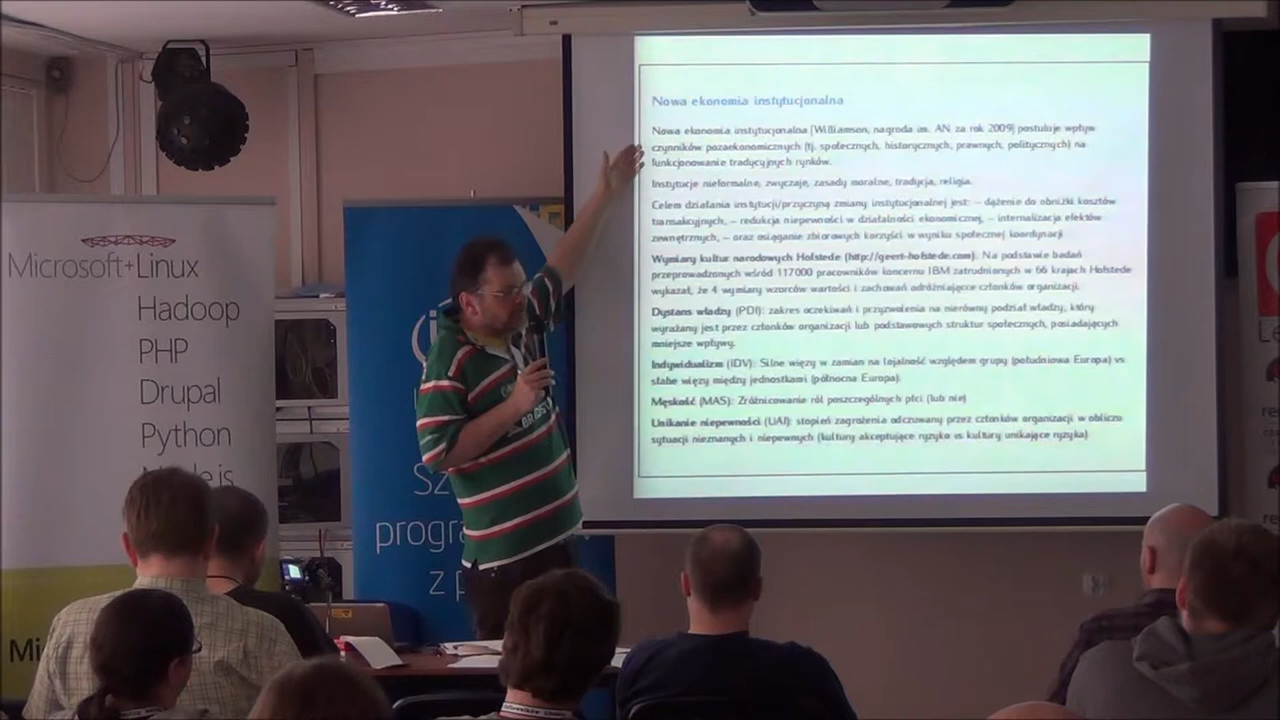 Nowa ekonomia instytucjonalna
Nowa ekonomia instytucjonalna [Williamson, nagroda im. AN za rok 2009] postuluje wpływ
czynników pozaekonomicznych (tj. społecznych, historycznych, prawnych, politycznych) na
funkcjonowanie tradycyjnych rynków.
Instytucje nieformalne, zwyczaje, zasady moralne, tradycja, religia.
Celem działania instytucji/przyczyną zmiany instytucjonalnej jest: – dążenie do obniżki kosztów
transakcyjnych, – redukcja niepewności w działalności ekonomicznej, – internalizacja efektów
zewnętrznych, – oraz osiąganie zbiorowych korzyści w wyniku społecznej koordynacji
Wymiary kultur narodowych Hofstede (http://geert-hofstede.com). Na podstawie badań
przeprowadzonych wśród 117000 pracowników koncernu IBM zatrudnionych w 66 krajach Hofstede
wykazał, że 4 wymiary wzorców wartości i zachowań odróżniające członków organizacji.
Dystans władzy (PDI): zakres oczekiwań i przyzwolenia na nierówny podział władzy, który
wyrażany jest przez członków organizacji lub podstawowych struktur społecznych, posiadających
mniejsze wpływy.
Indywidualizm (IDV): Silne więzy w zamian na lojalność względem grupy (południowa Europa) vs
słabe więzy między jednostkami (północna Europa).
Męskość (MAS): Zróżnicowanie ról poszczególnych płci (lub nie)
Unikanie niepewności (UAI): stopień zagrożenia odczuwany przez członków organizacji w obliczu
sytuacji nieznanych i niepewnych (kultury akceptujące ryzyko vs kultury unikające ryzyka)
Microsoft+Linux
Hadoop
PHP
Drupal
Python
Node.js
Mi
Sz
progra
z p